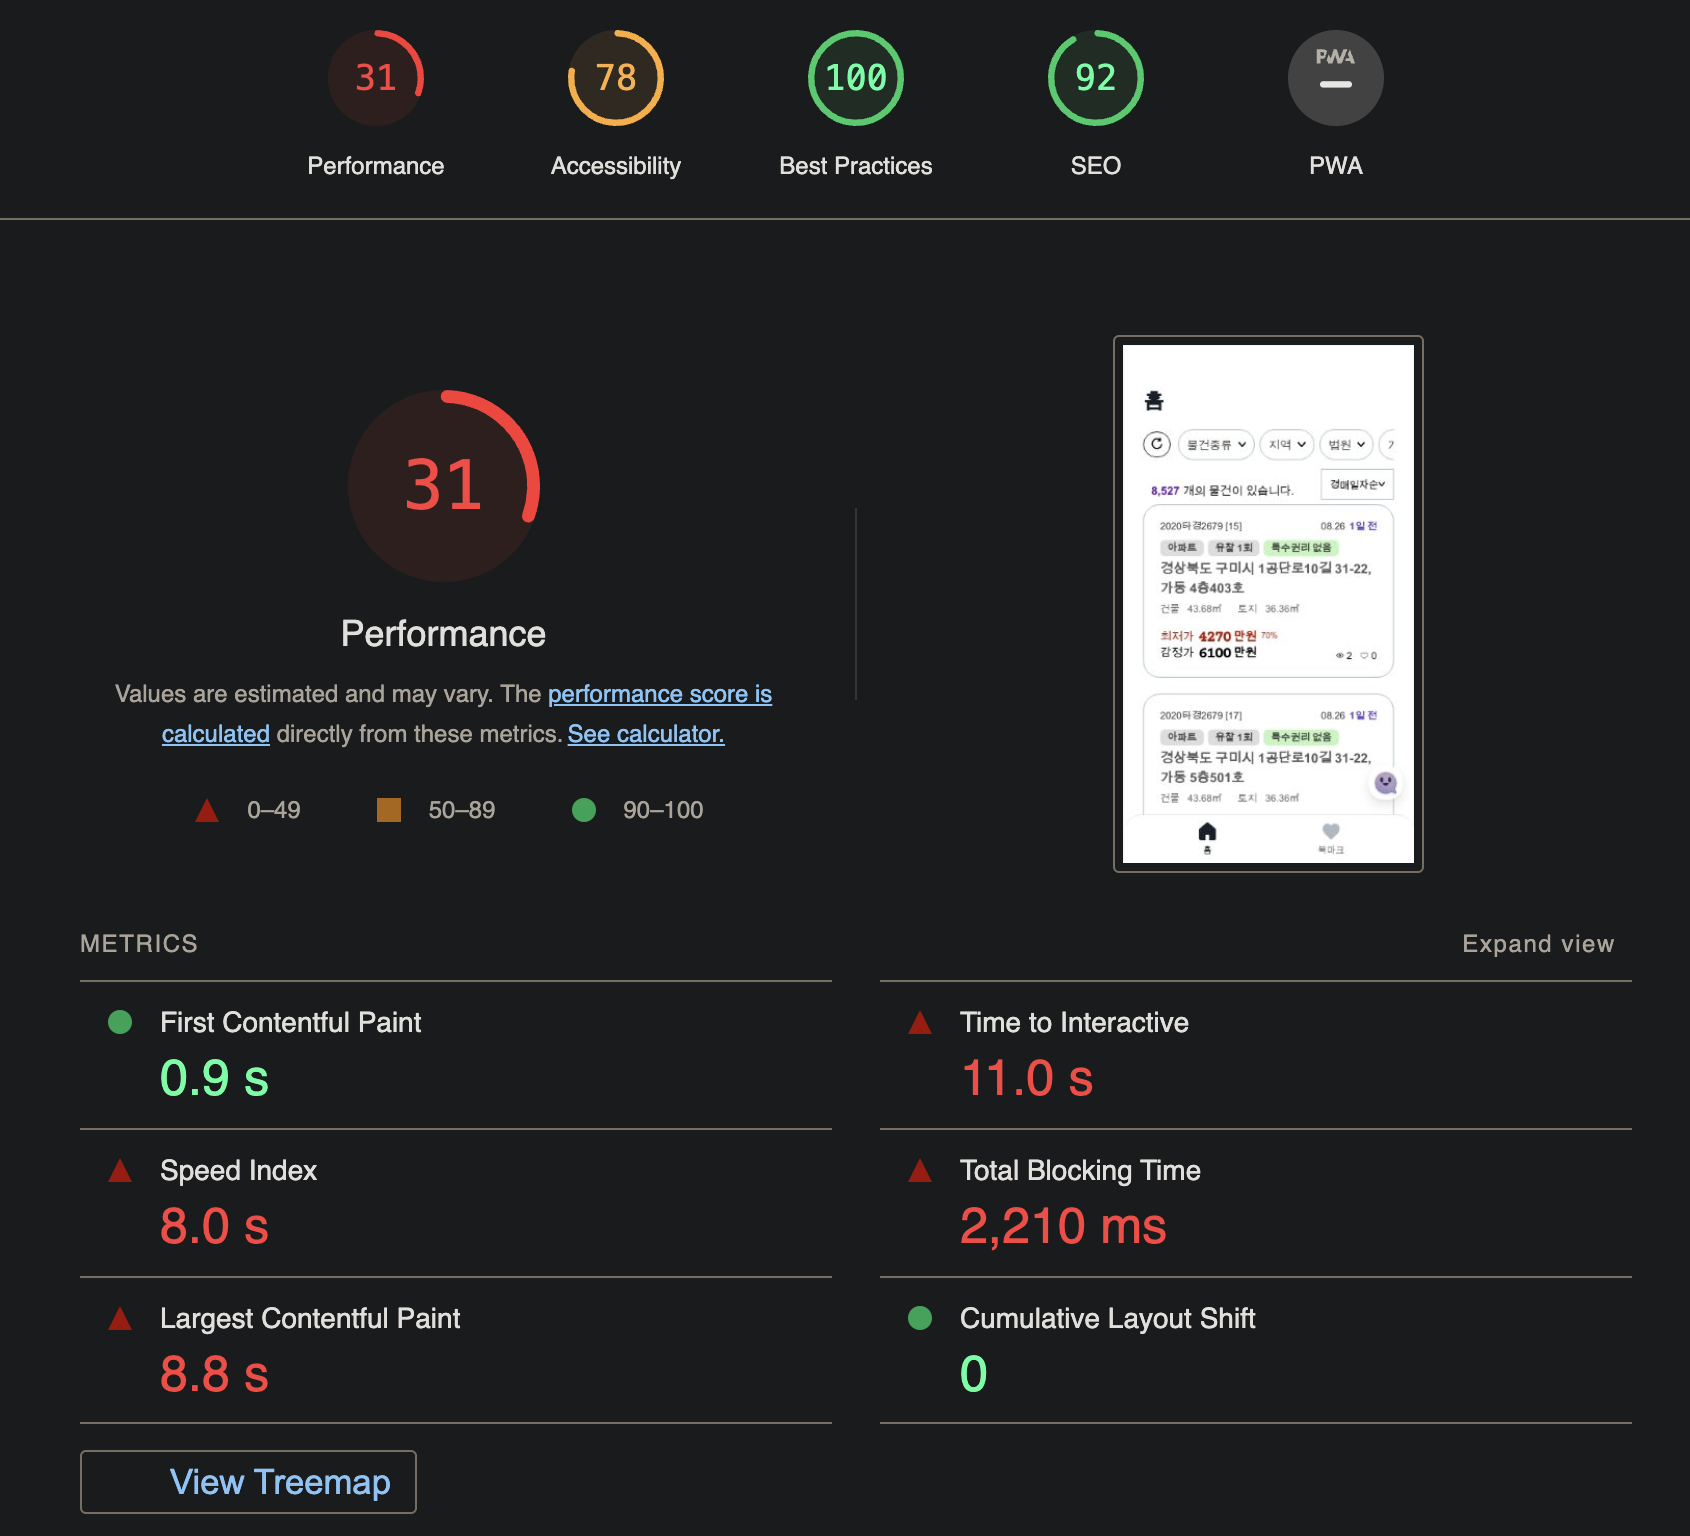 31
78
100
92
PWA
Performance
Accessibility
Best Practices
SEO
PWA
31
Performance
Values are estimated and may vary. The performance score is
calculated directly from these metrics. See calculator.
0–49
50–89
90–100
홈
물건종류
지역
법원
8,527 개의 물건이 있습니다.
경매일자순
2020타경2679 [15]
08.26 1일 전
아파트 유찰 1회 특수권리 없음
경상북도 구미시 1공단로10길 31-22,
가동 4층403호
건물 43.68㎡ 토지 36.36㎡
최저가 4270 만원 70%
감정가 6100 만원
2 0
2020타경2679 [17]
08.26 1일 전
아파트 유찰 1회 특수권리 없음
경상북도 구미시 1공단로10길 31-22,
가동 5층501호
건물 43.68㎡ 토지 36.36㎡
홈
북마크
METRICS
Expand view
First Contentful Paint
0.9 s
Time to Interactive
11.0 s
Speed Index
8.0 s
Total Blocking Time
2,210 ms
Largest Contentful Paint
8.8 s
Cumulative Layout Shift
0
View Treemap